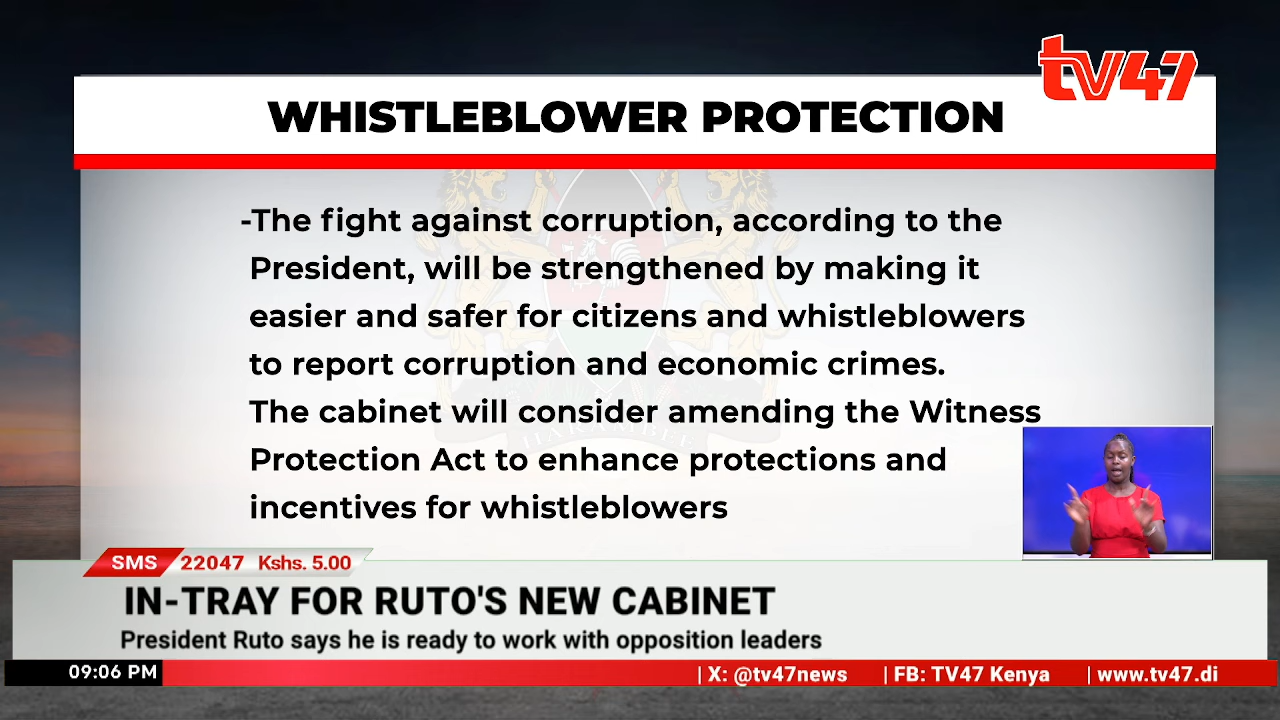 tv47
WHISTLEBLOWER PROTECTION
-The fight against corruption, according to the
President, will be strengthened by making it
easier and safer for citizens and whistleblowers
to report corruption and economic crimes.
The cabinet will consider amending the Witness
Protection Act to enhance protections and
incentives for whistleblowers
HARAMBEE
SMS 22047 Kshs. 5.00
IN-TRAY FOR RUTO'S NEW CABINET
President Ruto says he is ready to work with opposition leaders
09:06 PM | X: @tv47news | FB: TV47 Kenya | www.tv47.di